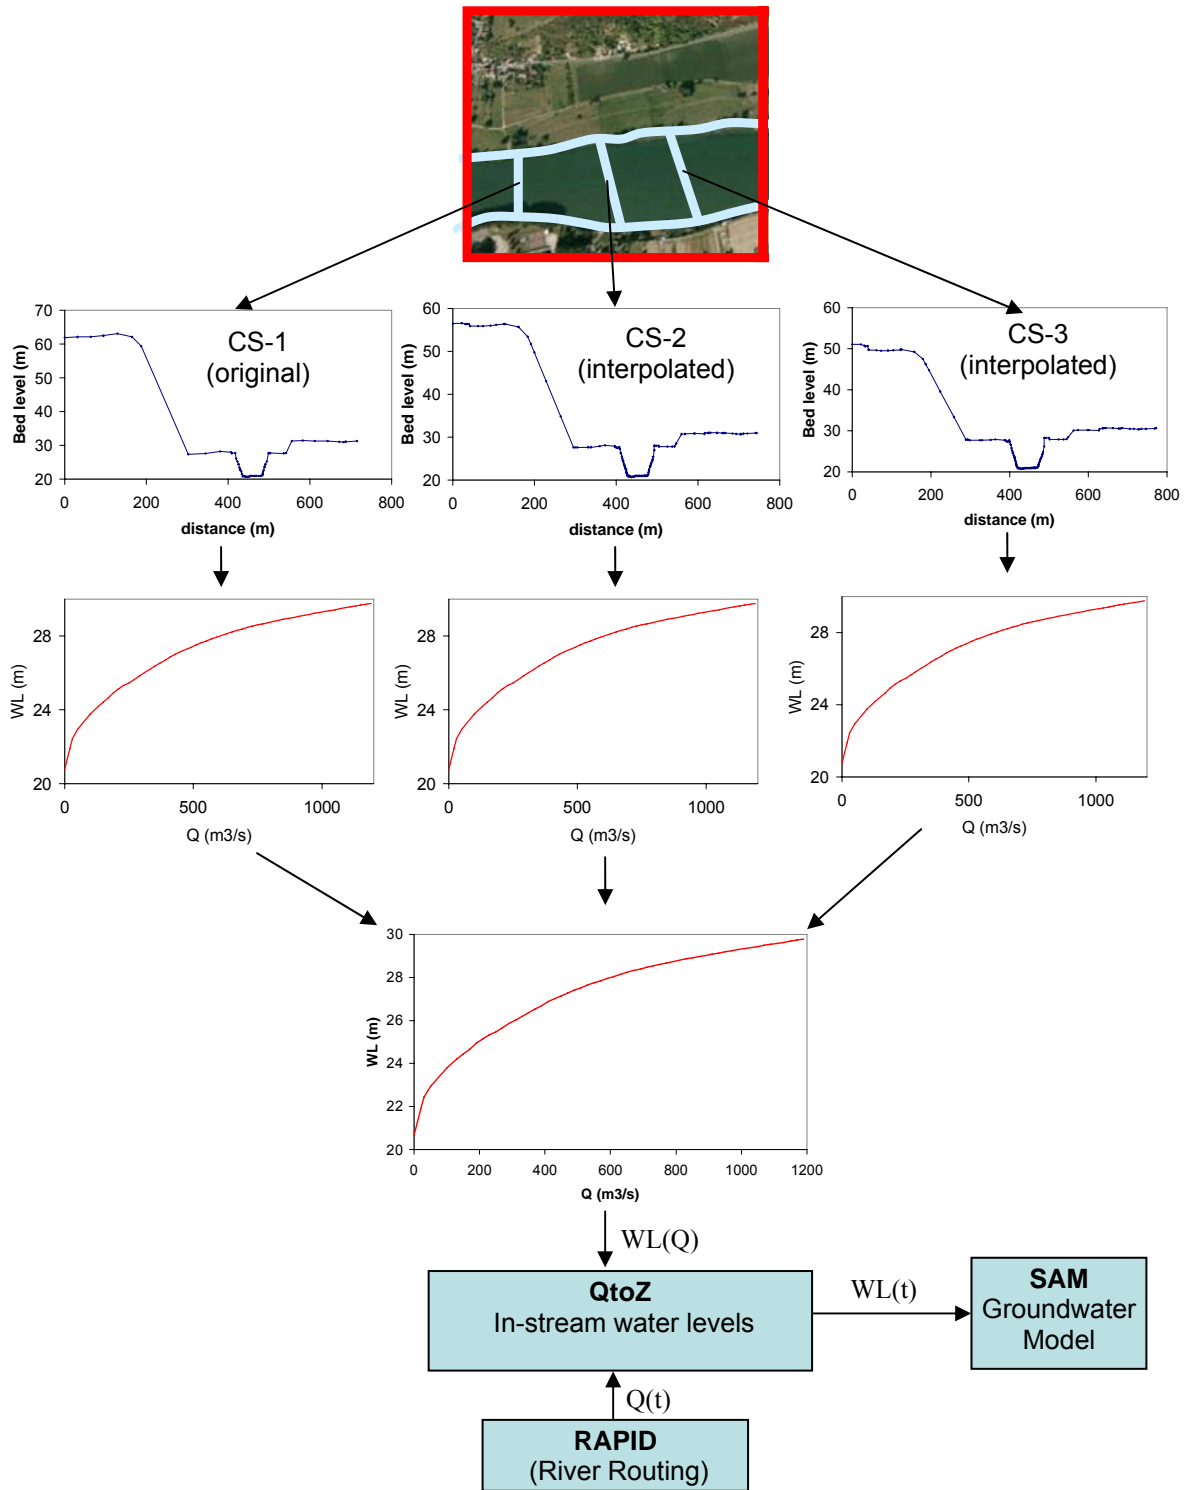 70
60
50
40
30
20
Bed level (m)
CS-1
(original)
0
200
400
600
800
distance (m)
60
50
40
30
20
Bed level (m)
CS-2
(interpolated)
0
200
400
600
800
distance (m)
60
50
40
30
20
Bed level (m)
CS-3
(interpolated)
0
200
400
600
800
distance (m)
28
24
20
WL (m)
0
500
1000
Q (m3/s)
28
24
20
WL (m)
0
500
1000
Q (m3/s)
28
24
20
WL (m)
0
500
1000
Q (m3/s)
30
28
26
24
22
20
WL (m)
0
200
400
600
800
1000
1200
Q (m3/s)
WL(Q)
QtoZ
In-stream water levels
WL(t)
SAM
Groundwater
Model
Q(t)
RAPID
(River Routing)